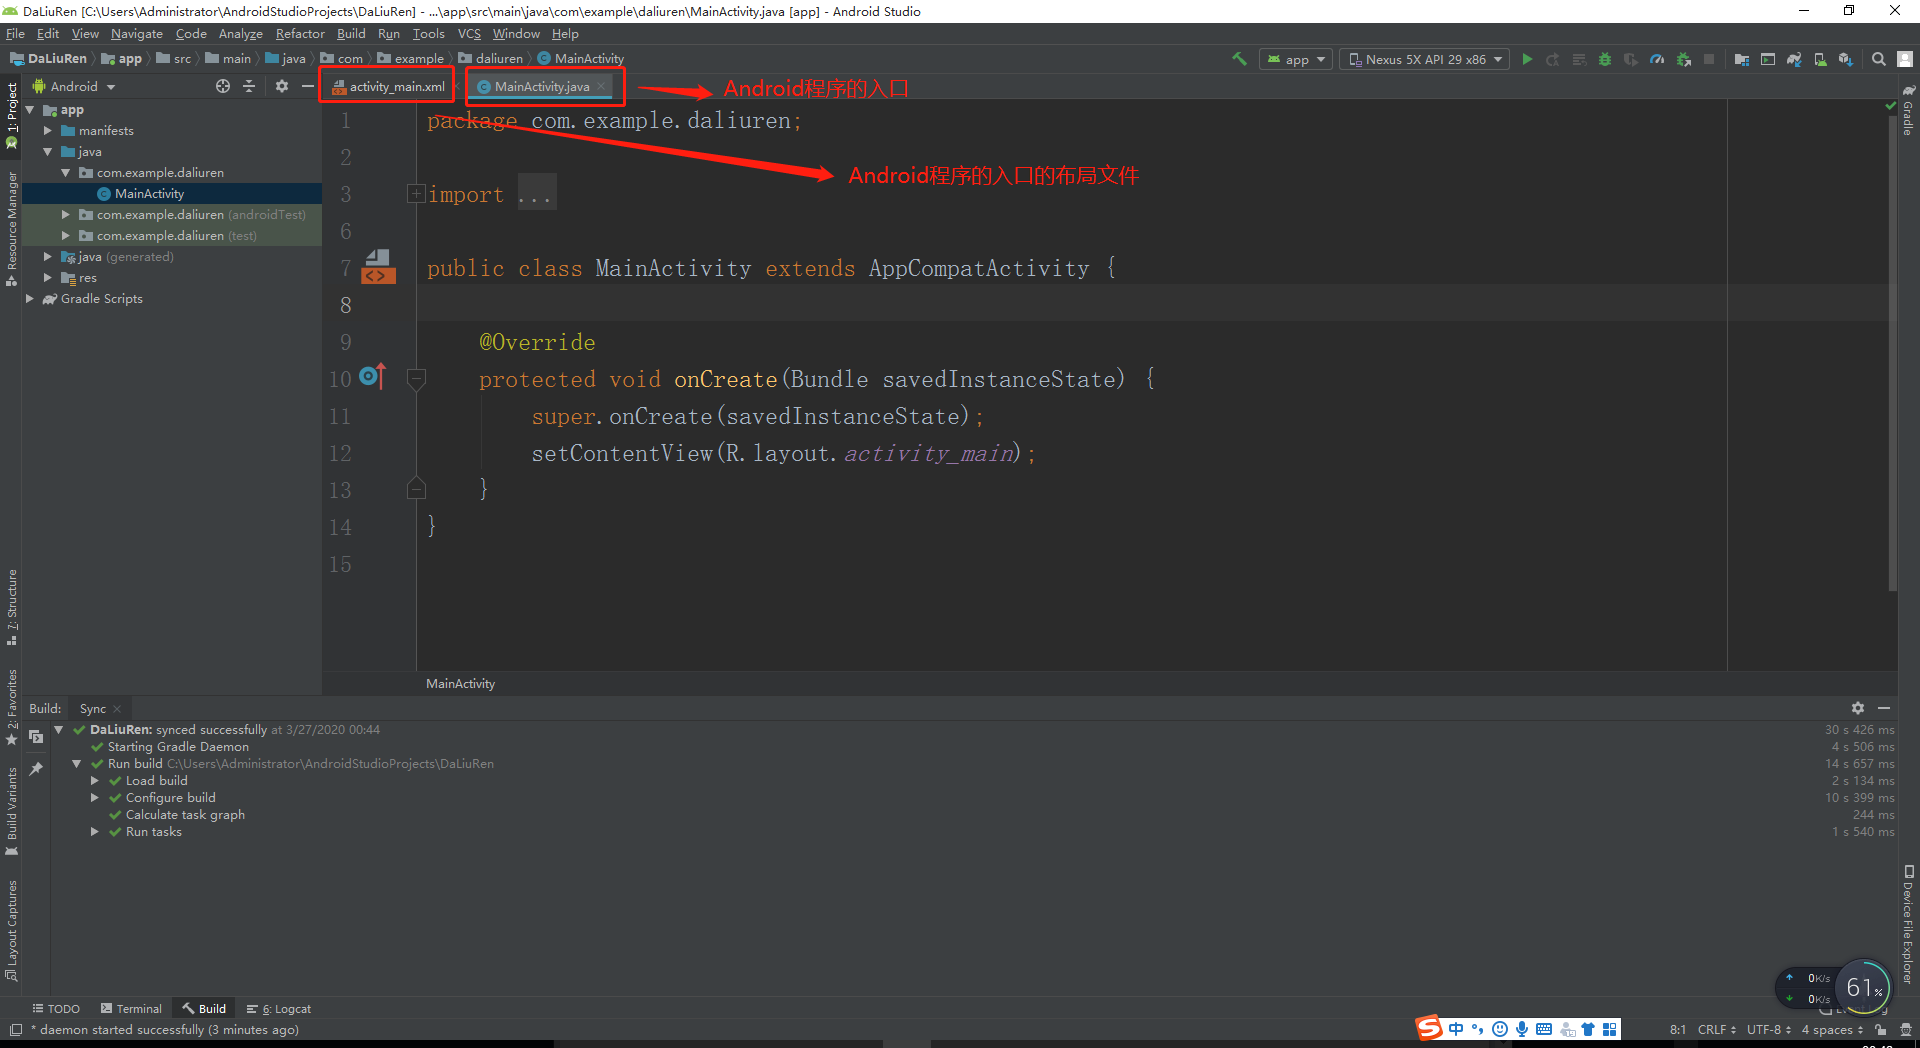 DaLiuRen [C:\Users\Administrator\AndroidStudioProjects\DaLiuRen] - ...\app\src\main\java\com\example\daliuren\MainActivity.java [app] - Android Studio
File Edit View Navigate Code Analyze Refactor Build Run Tools VCS Window Help
DaLiuRen app src main java com example daliuren MainActivity
app Nexus 5X API 29 x86
Android
activity_main.xml MainActivity.java
Android程序的入口
Android程序的入口的布局文件
1: Project
Resource Manager
7: Structure
2: Favorites
Build Variants
Layout Captures
app
manifests
java
com.example.daliuren
MainActivity
com.example.daliuren (androidTest)
com.example.daliuren (test)
java (generated)
res
Gradle Scripts
1 package com.example.daliuren;
2
3 import ...
6
7 public class MainActivity extends AppCompatActivity {
8
9 @Override
10 protected void onCreate(Bundle savedInstanceState) {
11 super.onCreate(savedInstanceState);
12 setContentView(R.layout.activity_main);
13 }
14 }
15
MainActivity
Gradle
Device File Explorer
Build: Sync
DaLiuRen: synced successfully at 3/27/2020 00:44 30 s 426 ms
Starting Gradle Daemon 4 s 506 ms
Run build C:\Users\Administrator\AndroidStudioProjects\DaLiuRen 14 s 657 ms
Load build 2 s 134 ms
Configure build 10 s 399 ms
Calculate task graph 244 ms
Run tasks 1 s 540 ms
0K/s
0K/s
61%
TODO Terminal Build 6: Logcat
* daemon started successfully (3 minutes ago)
中
8:1 CRLF UTF-8 4 spaces